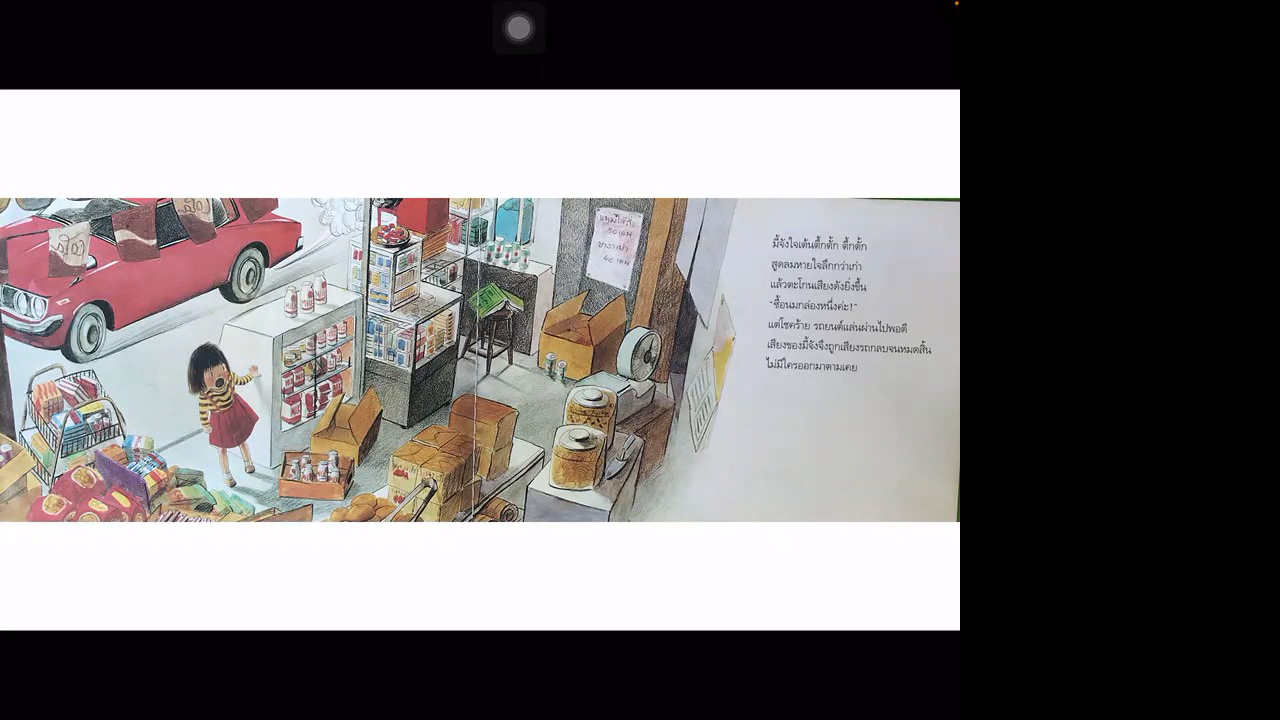 มี้จังใจเต้นตึ้กตั้ก ตึ้กตั้ก
สูดลมหายใจลึกกว่าเก่า
แล้วตะโกนเสียงดังยิ่งขึ้น
"ซื้อนมกล่องหนึ่งค่ะ!"
แต่โชคร้าย รถยนต์แล่นผ่านไปพอดี
เสียงของมี้จังจึงถูกเสียงรถกลบจนหมดสิ้น
ไม่มีใครออกมาตามเคย